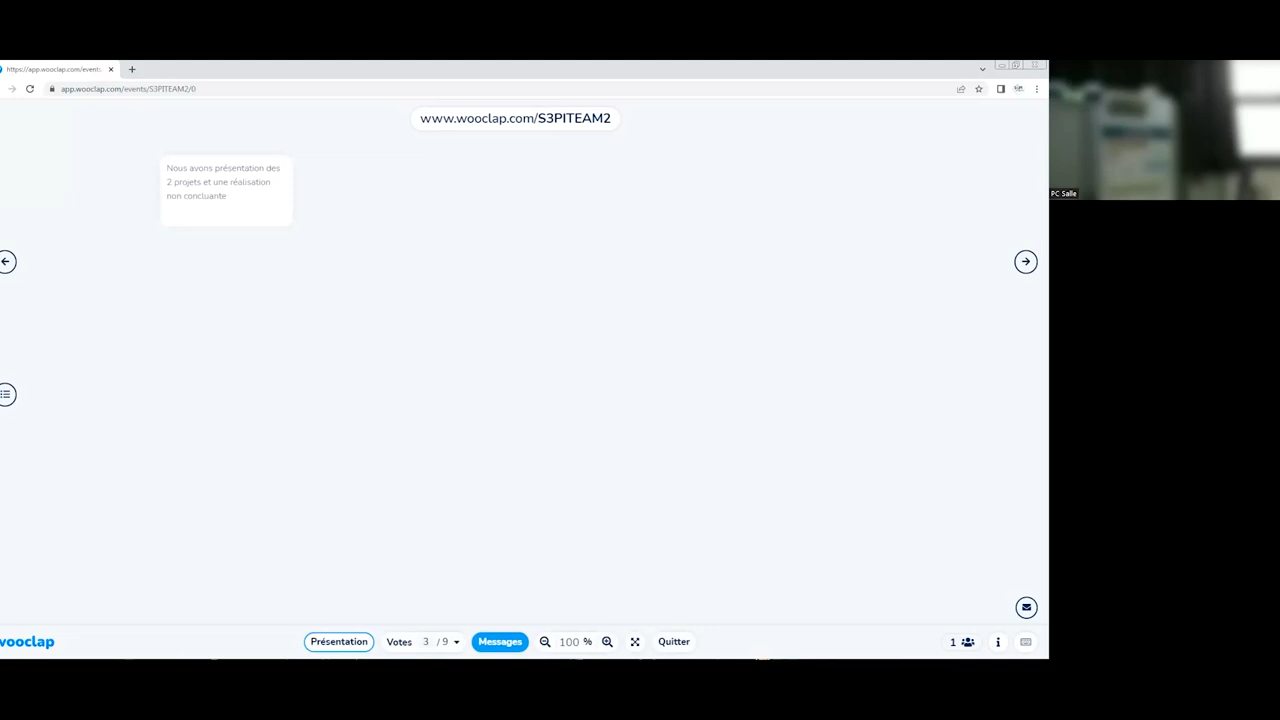 https://app.wooclap.com/events
app.wooclap.com/events/S3PITEAM2/0
www.wooclap.com/S3PITEAM2
Nous avons présentation des
2 projets et une réalisation
non concluante
PC Salle
wooclap
Présentation
Votes 3 / 9
Messages
100 %
Quitter
1